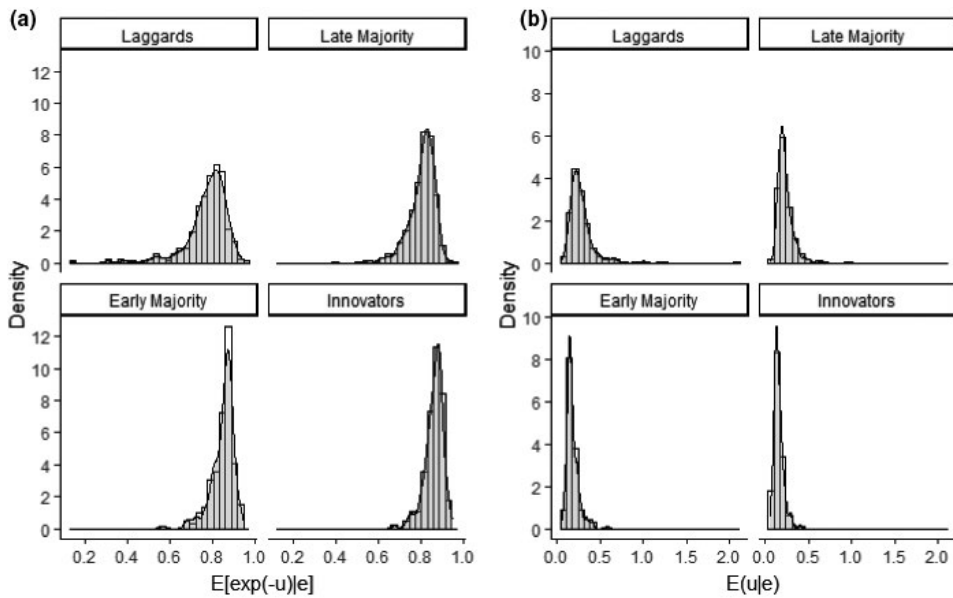 (a)
Laggards
Late Majority
12
10
8
6
4
2
0
Early Majority
Innovators
12
10
8
6
4
2
0
0.2 0.4 0.6 0.8 1.0
0.2 0.4 0.6 0.8 1.0
Density
E[exp(-u)|e]
(b)
Laggards
Late Majority
10
8
6
4
2
0
Early Majority
Innovators
10
8
6
4
2
0
0.0 0.5 1.0 1.5 2.0
0.0 0.5 1.0 1.5 2.0
Density
E(u|e)